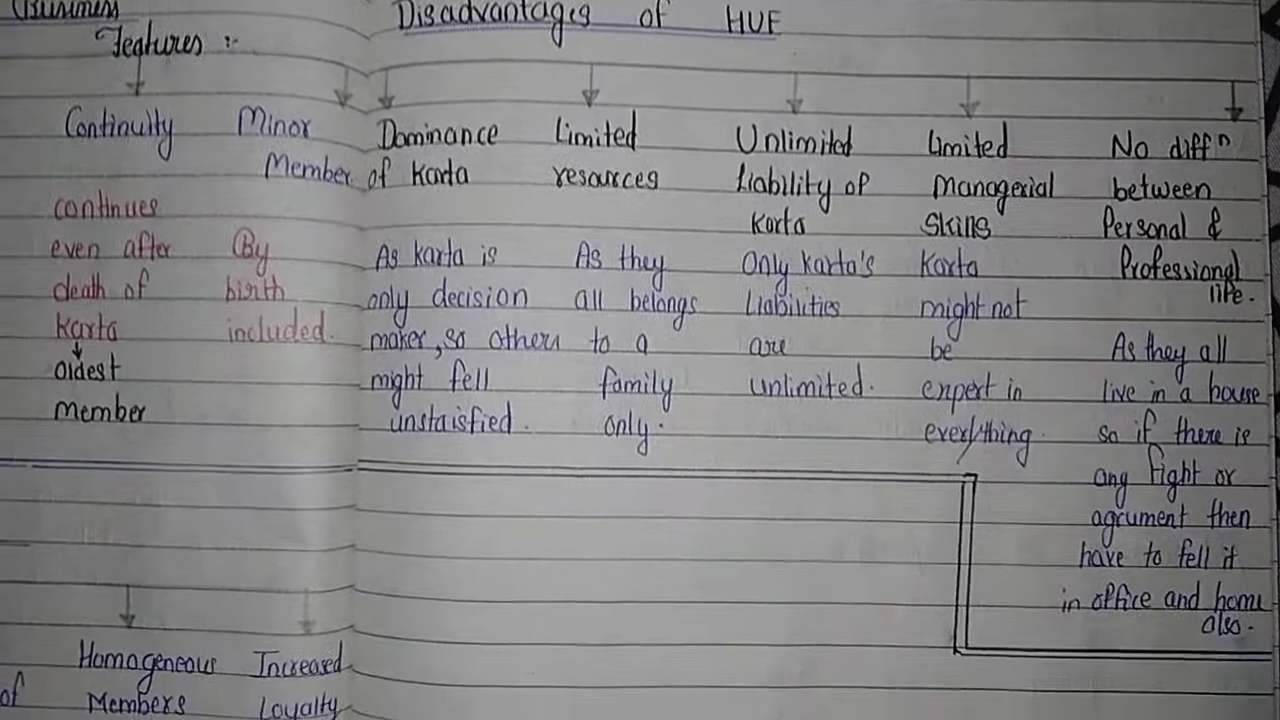 Business
Features :-
Continuity
continues
even after
death of
Karta
oldest
member
Minor
Member
By
birth
included.
Homogeneous
Members
Increased
Loyalty
of
Disadvantages of HUF
Dominance
of Karta
As karta is
only decision
maker, so others
might fell
unstaisfied.
Limited
resources
As they
all belongs
to a
family
only.
Unlimited
Liability of
Karta
Only Karta's
Liabilities
are
unlimited.
Limited
Managerial
Skills
Karta
might not
be
expert in
everything.
No diffn
between
Personal &
Professional
life.
As they all
live in a house
so if there is
any fight or
agrument then
have to fell it
in office and home
also.